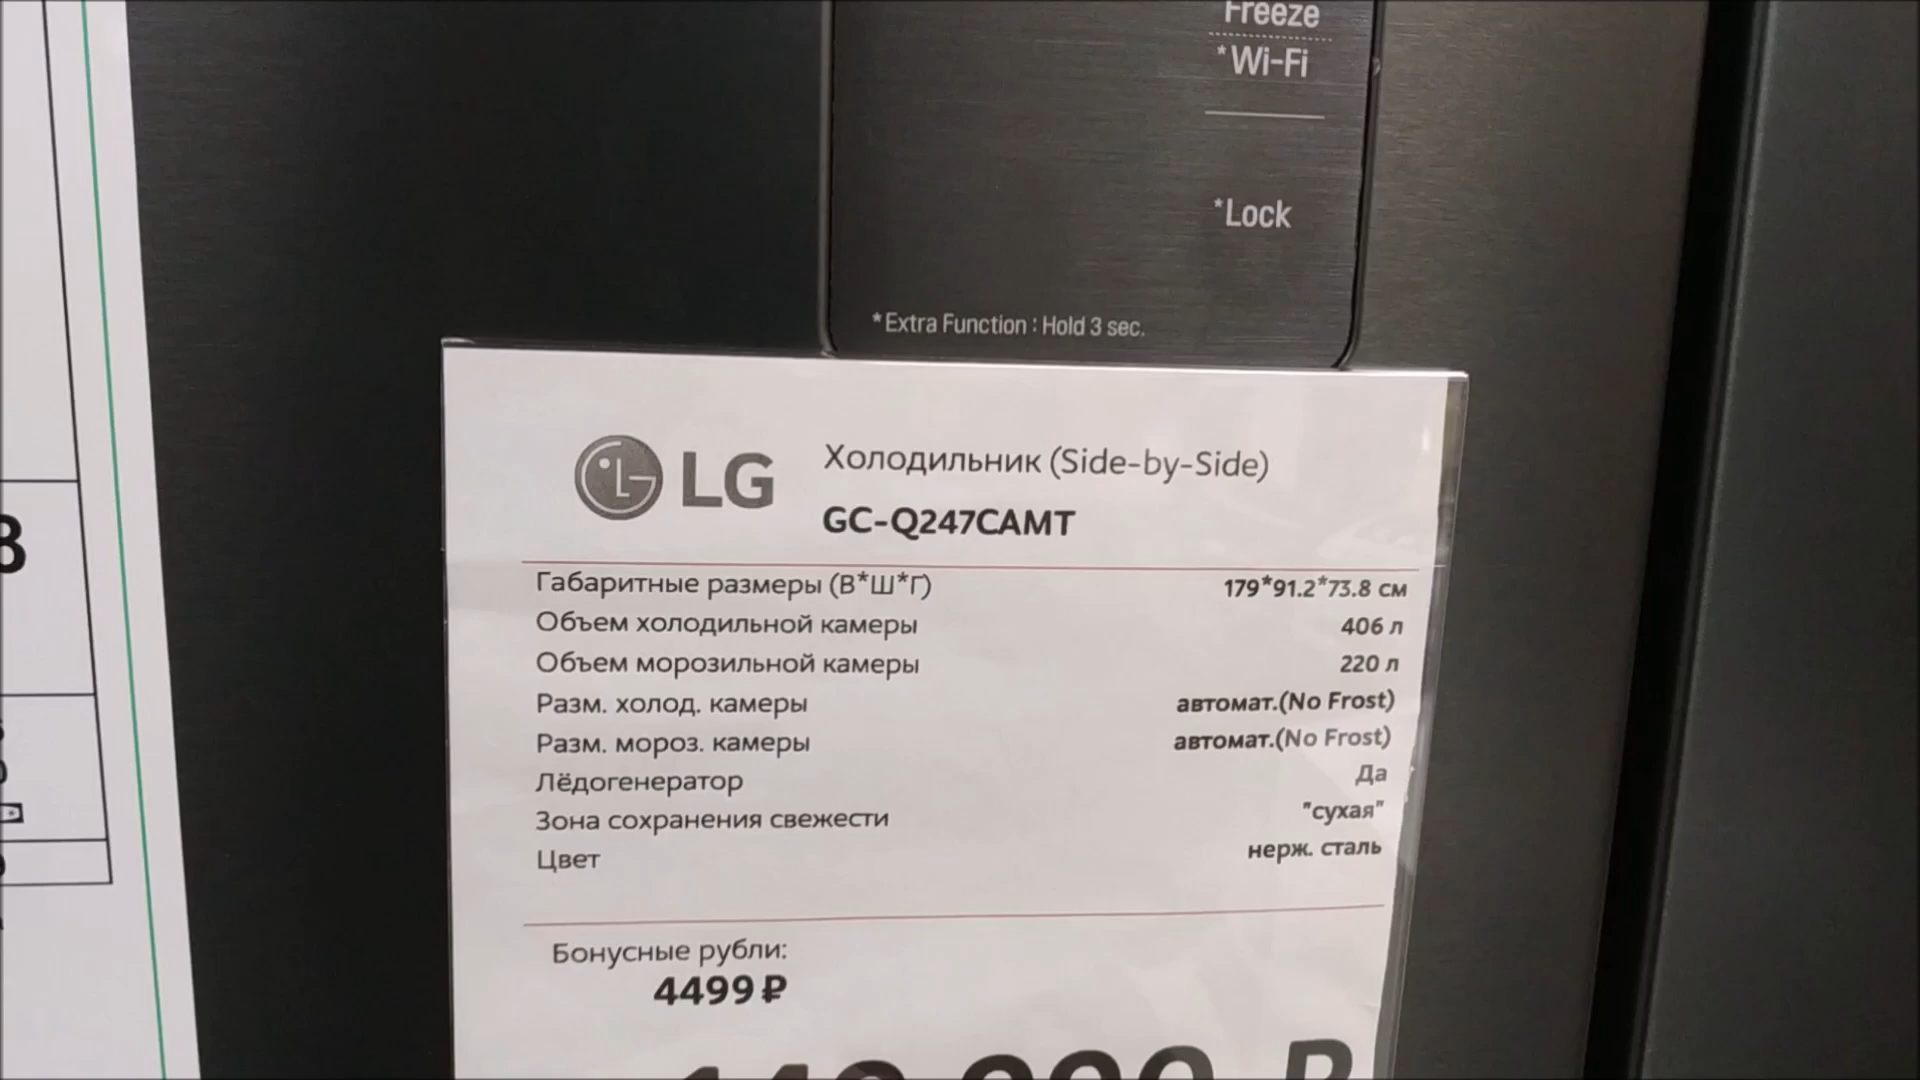 Freeze
*Wi-Fi
*Lock
*Extra Function : Hold 3 sec.
LG
Холодильник (Side-by-Side)
GC-Q247CAMT
Габаритные размеры (В*Ш*Г) 179*91.2*73.8 см
Объем холодильной камеры 406 л
Объем морозильной камеры 220 л
Разм. холод. камеры автомат.(No Frost)
Разм. мороз. камеры автомат.(No Frost)
Лёдогенератор Да
Зона сохранения свежести "сухая"
Цвет нерж. сталь
Бонусные рубли:
4499 ₽